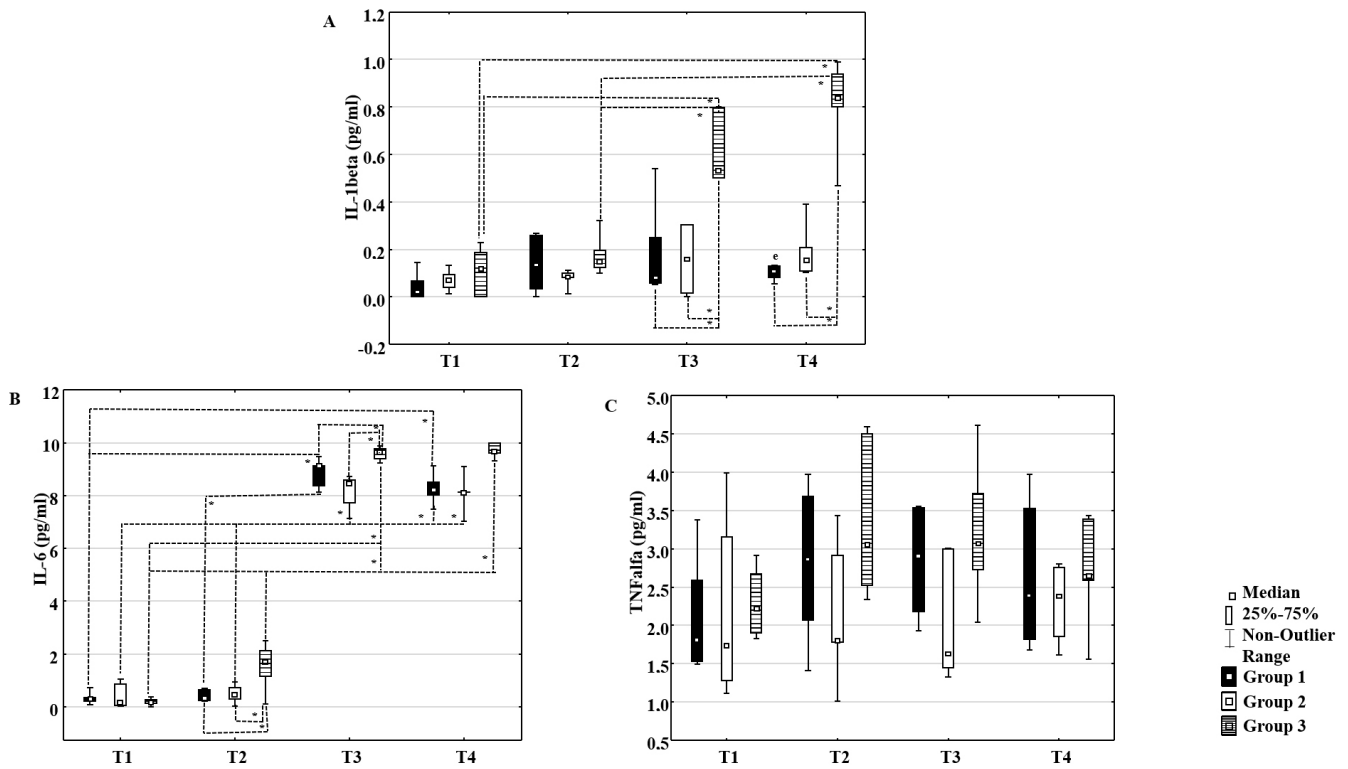 A
IL-1beta (pg/ml)
1.2
1.0
0.8
0.6
0.4
0.2
0.0
-0.2
e
* * * *
* * * *
T1 T2 T3 T4
B
IL-6 (pg/ml)
12
10
8
6
4
2
0
* * * * * * * * * * * *
T1 T2 T3 T4
C
TNFalfa (pg/ml)
5.0
4.5
4.0
3.5
3.0
2.5
2.0
1.5
1.0
0.5
T1 T2 T3 T4
Median
25%-75%
Non-Outlier
Range
Group 1
Group 2
Group 3